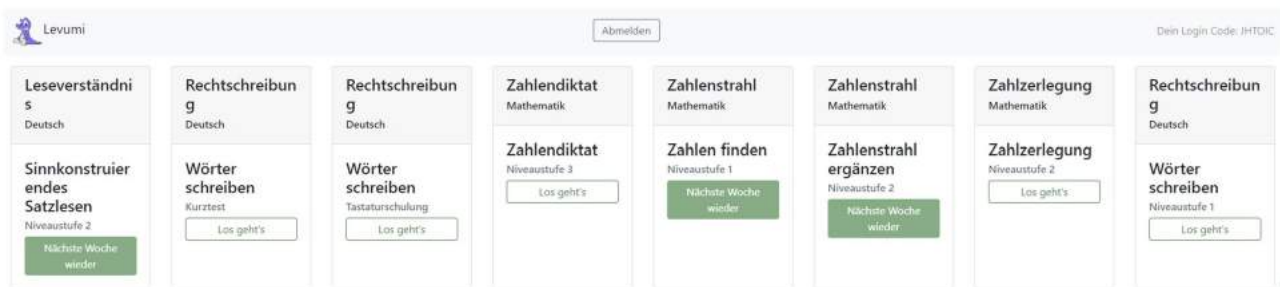 Levumi
Abmelden
Dein Login Code: JHTOIC
Leseverständni
s
Deutsch
Sinnkonstruier
endes
Satzlesen
Niveaustufe 2
Nächste Woche
wieder
Rechtschreibun
g
Deutsch
Wörter
schreiben
Kurztest
Los geht's
Rechtschreibun
g
Deutsch
Wörter
schreiben
Tastaturschulung
Los geht's
Zahlendiktat
Mathematik
Zahlendiktat
Niveaustufe 3
Los geht's
Zahlenstrahl
Mathematik
Zahlen finden
Niveaustufe 1
Nächste Woche
wieder
Zahlenstrahl
Mathematik
Zahlenstrahl
ergänzen
Niveaustufe 2
Nächste Woche
wieder
Zahlzerlegung
Mathematik
Zahlzerlegung
Niveaustufe 2
Los geht's
Rechtschreibun
g
Deutsch
Wörter
schreiben
Niveaustufe 1
Los geht's